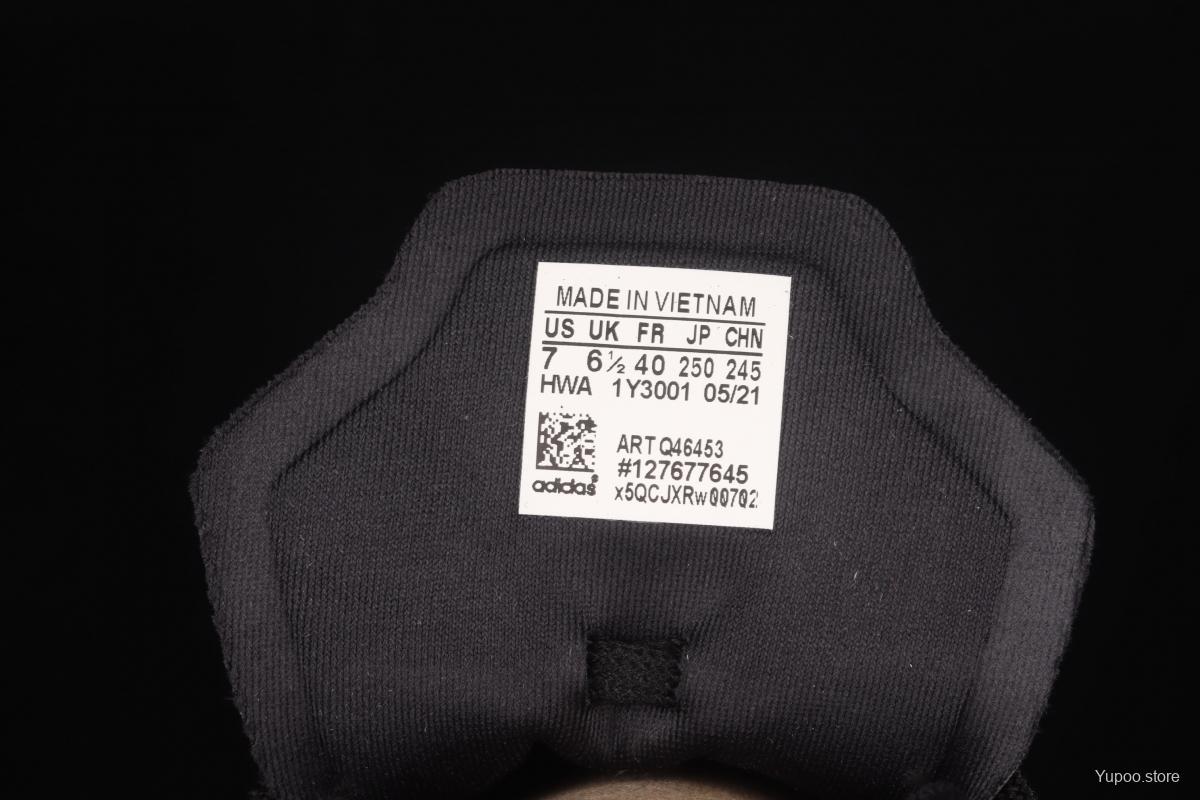 MADE IN VIETNAM
US UK FR JP CHN
7 6½ 40 250 245
HWA 1Y3001 05/21
ART Q46453
#127677645
adidas®
x5QCJXRw00702
Yupoo.store